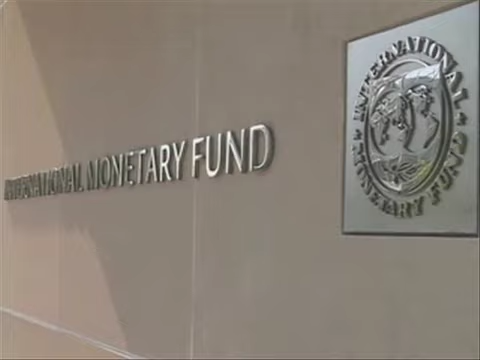 INTERNATIONAL MONETARY FUND
INTERNATIONAL
MONETARY FUND